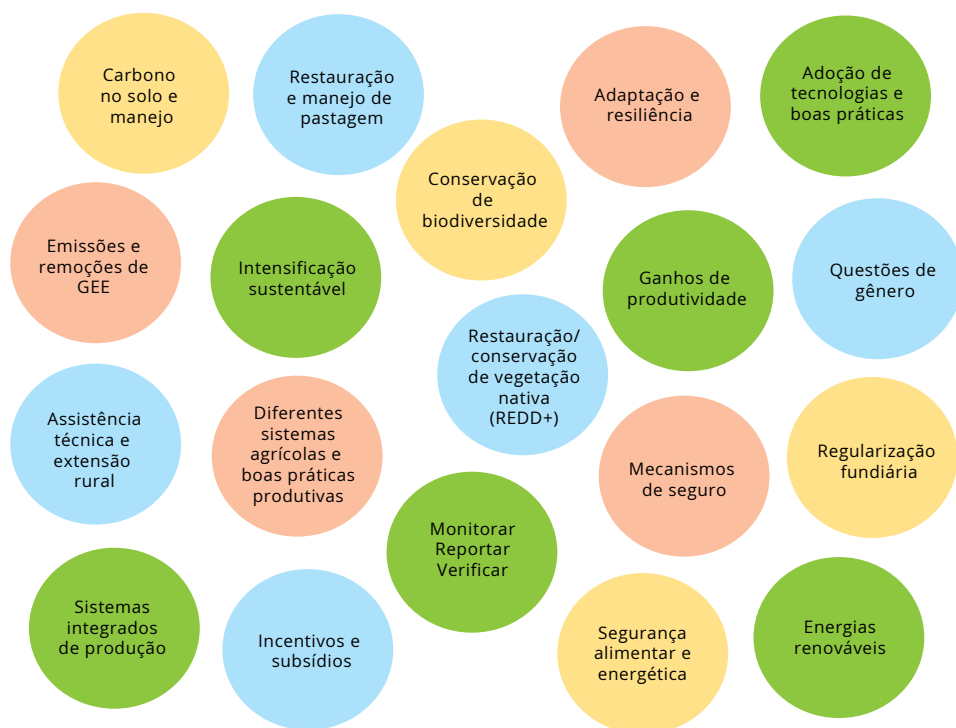 Carbono
no solo e
manejo
Restauração
e manejo de
pastagem
Adaptação e
resiliência
Adoção de
tecnologias e
boas práticas
Conservação
de
biodiversidade
Emissões e
remoções de
GEE
Intensificação
sustentável
Ganhos de
produtividade
Questões de
gênero
Restauração/
conservação
de vegetação
nativa
(REDD+)
Assistência
técnica e
extensão
rural
Diferentes
sistemas
agrícolas e
boas práticas
produtivas
Mecanismos
de seguro
Regularização
fundiária
Monitorar
Reportar
Verificar
Sistemas
integrados
de produção
Incentivos e
subsídios
Segurança
alimentar e
energética
Energias
renováveis